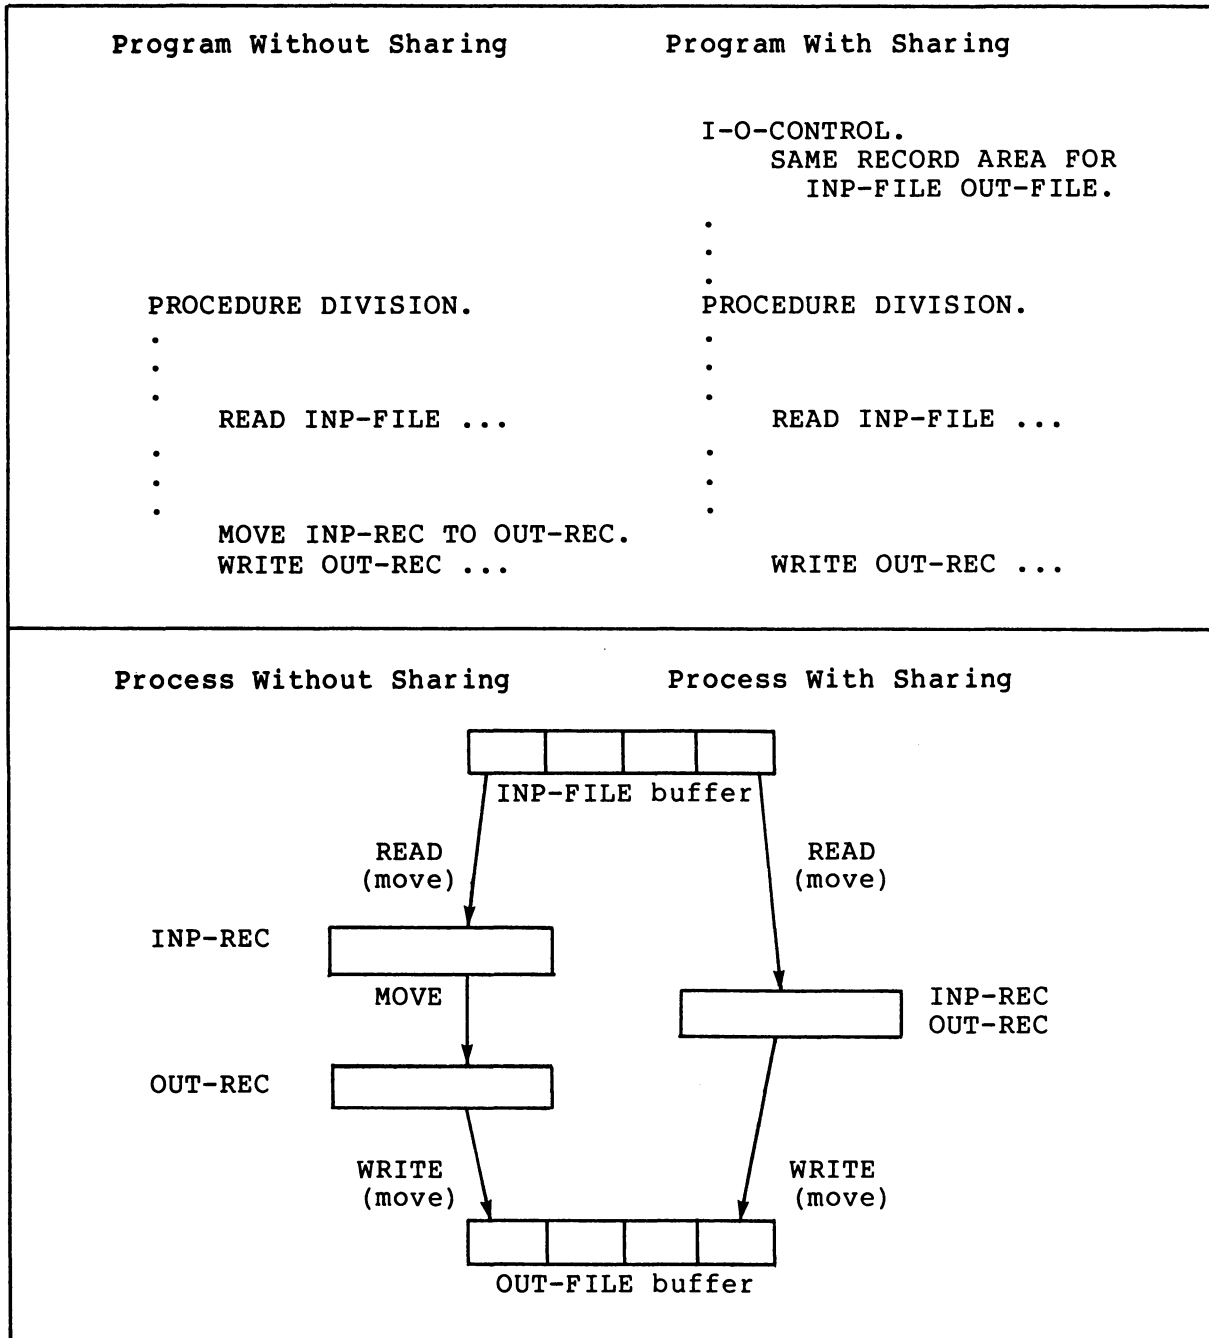 Program Without Sharing
Program With Sharing
I-O-CONTROL.
SAME RECORD AREA FOR
INP-FILE OUT-FILE.
.
.
.
PROCEDURE DIVISION.
PROCEDURE DIVISION.
.
.
.
.
.
.
READ INP-FILE ...
READ INP-FILE ...
.
.
.
.
.
.
MOVE INP-REC TO OUT-REC.
WRITE OUT-REC ...
WRITE OUT-REC ...
Process Without Sharing
Process With Sharing
INP-FILE buffer
READ
(move)
READ
(move)
INP-REC
MOVE
INP-REC
OUT-REC
OUT-REC
WRITE
(move)
WRITE
(move)
OUT-FILE buffer